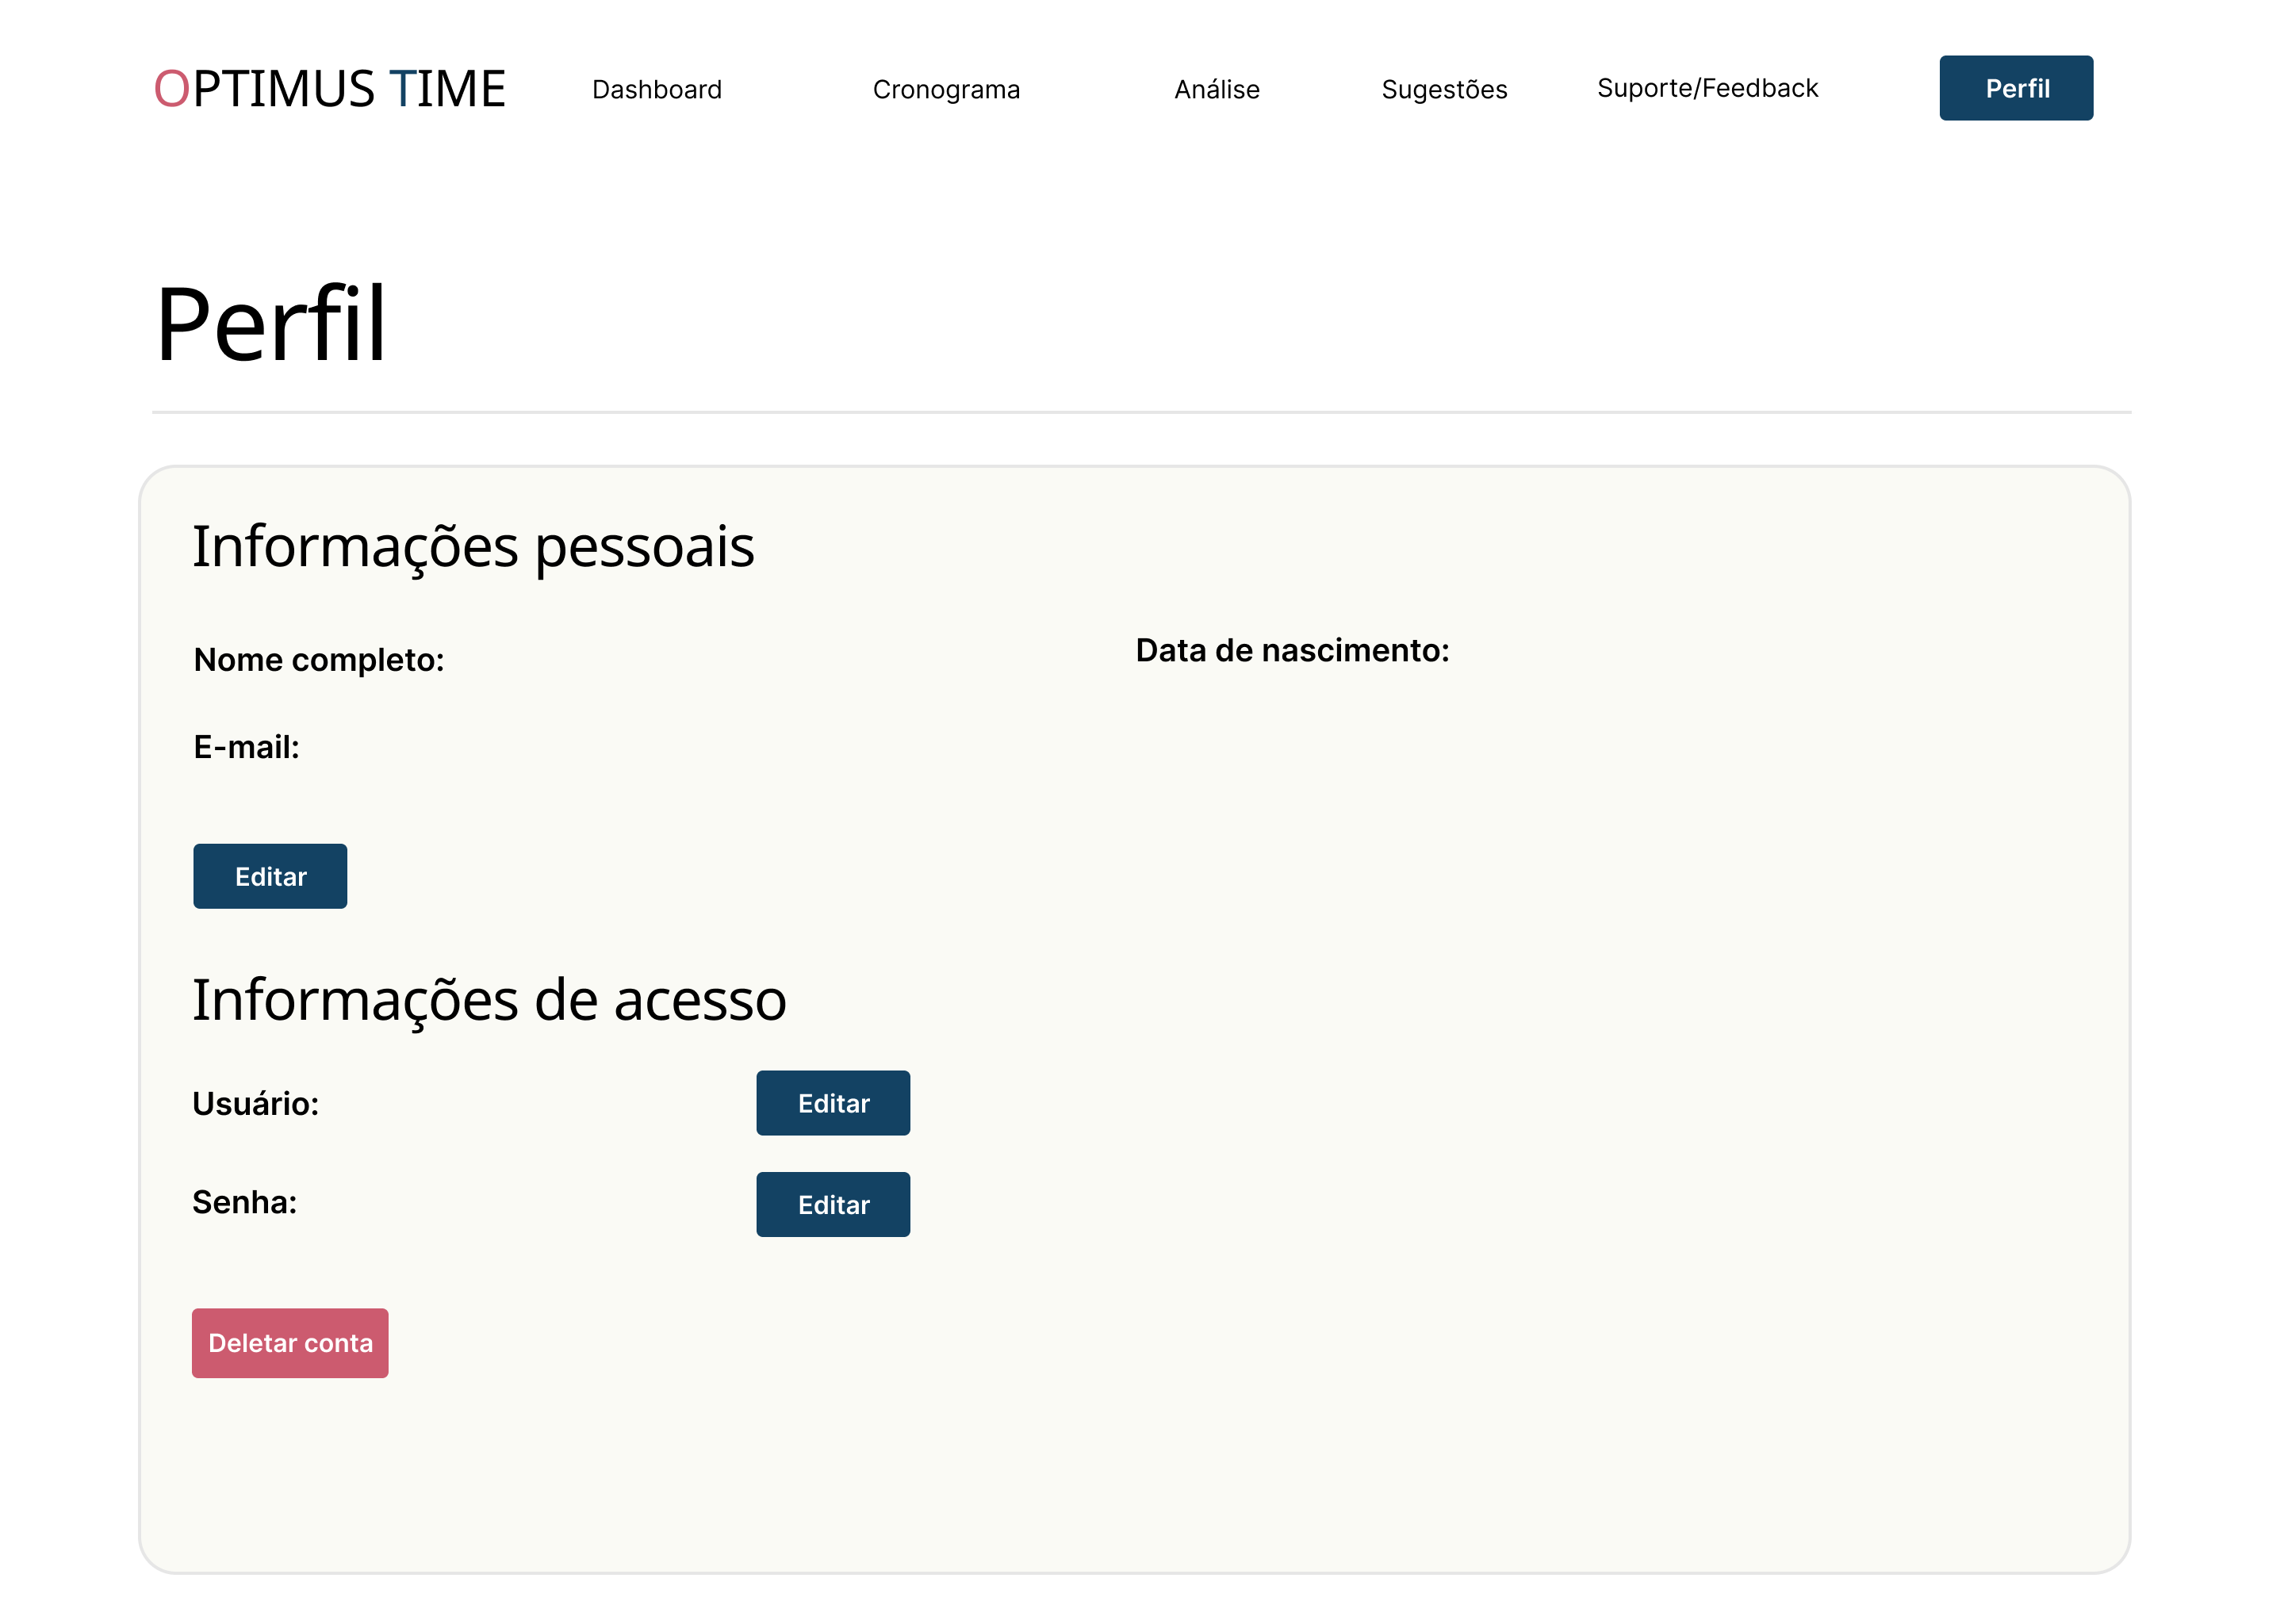 OPTIMUS TIME Dashboard Cronograma Análise Sugestões Suporte/Feedback Perfil
Perfil
Informações pessoais
Nome completo: Data de nascimento:
E-mail:
Editar
Informações de acesso
Usuário: Editar
Senha: Editar
Deletar conta